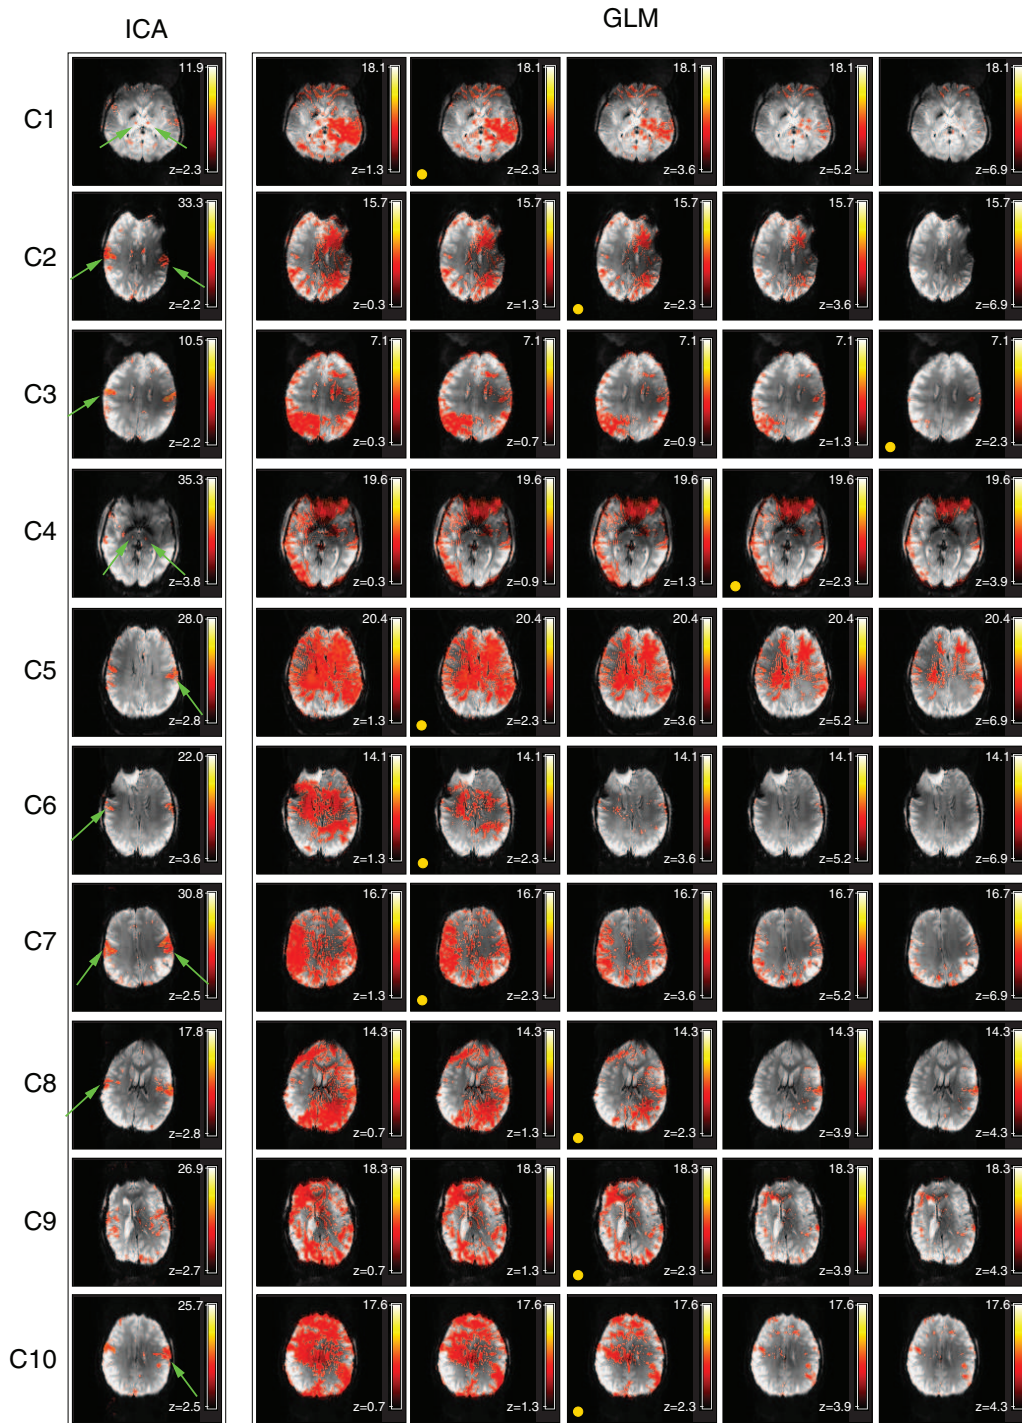 ICA GLM
C1 11.9 z=2.3 18.1 z=1.3 18.1 z=2.3 18.1 z=3.6 18.1 z=5.2 18.1 z=6.9
C2 33.3 z=2.2 15.7 z=0.3 15.7 z=1.3 15.7 z=2.3 15.7 z=3.6 15.7 z=6.9
C3 10.5 z=2.2 7.1 z=0.3 7.1 z=0.7 7.1 z=0.9 7.1 z=1.3 7.1 z=2.3
C4 35.3 z=3.8 19.6 z=0.3 19.6 z=0.9 19.6 z=1.3 19.6 z=2.3 19.6 z=3.9
C5 28.0 z=2.8 20.4 z=1.3 20.4 z=2.3 20.4 z=3.6 20.4 z=5.2 20.4 z=6.9
C6 22.0 z=3.6 14.1 z=1.3 14.1 z=2.3 14.1 z=3.6 14.1 z=5.2 14.1 z=6.9
C7 30.8 z=2.5 16.7 z=1.3 16.7 z=2.3 16.7 z=3.6 16.7 z=5.2 16.7 z=6.9
C8 17.8 z=2.8 14.3 z=0.7 14.3 z=1.3 14.3 z=2.3 14.3 z=3.9 14.3 z=4.3
C9 26.9 z=2.7 18.3 z=0.7 18.3 z=1.3 18.3 z=2.3 18.3 z=3.9 18.3 z=4.3
C10 25.7 z=2.5 17.6 z=0.7 17.6 z=1.3 17.6 z=2.3 17.6 z=3.9 17.6 z=4.3